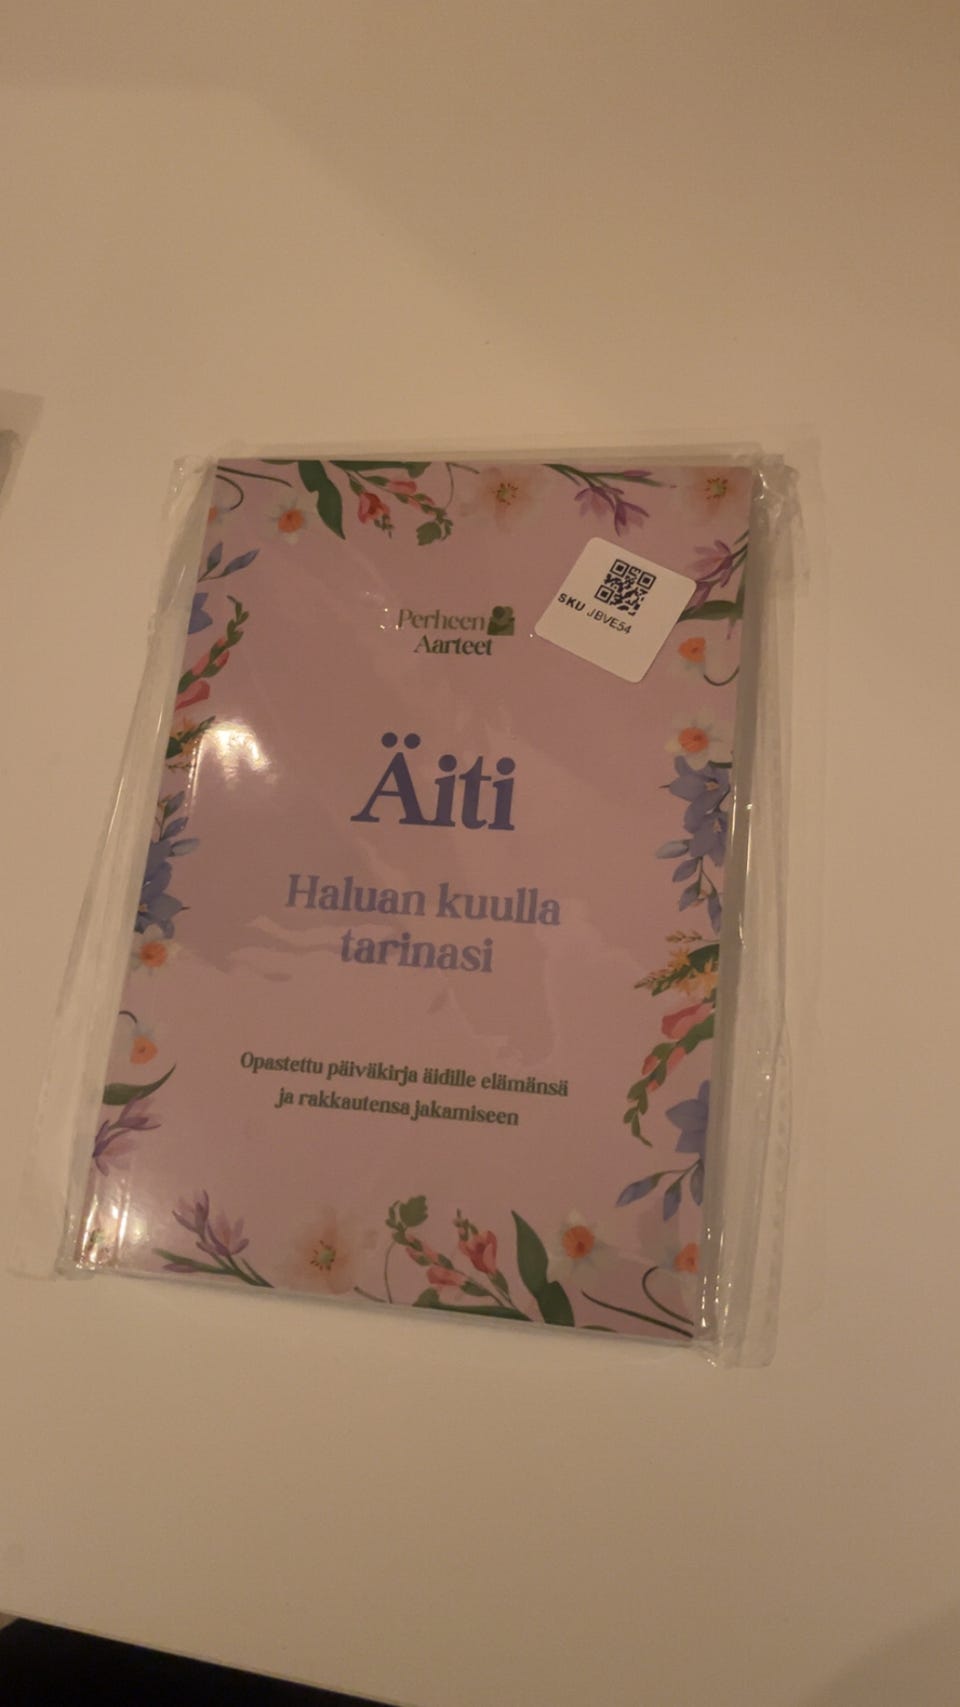 Perheen
Aarteet
SKU JBVE54
Äiti
Haluan kuulla
tarinasi
Opastettu päiväkirja äidille elämänsä
ja rakkautensa jakamiseen